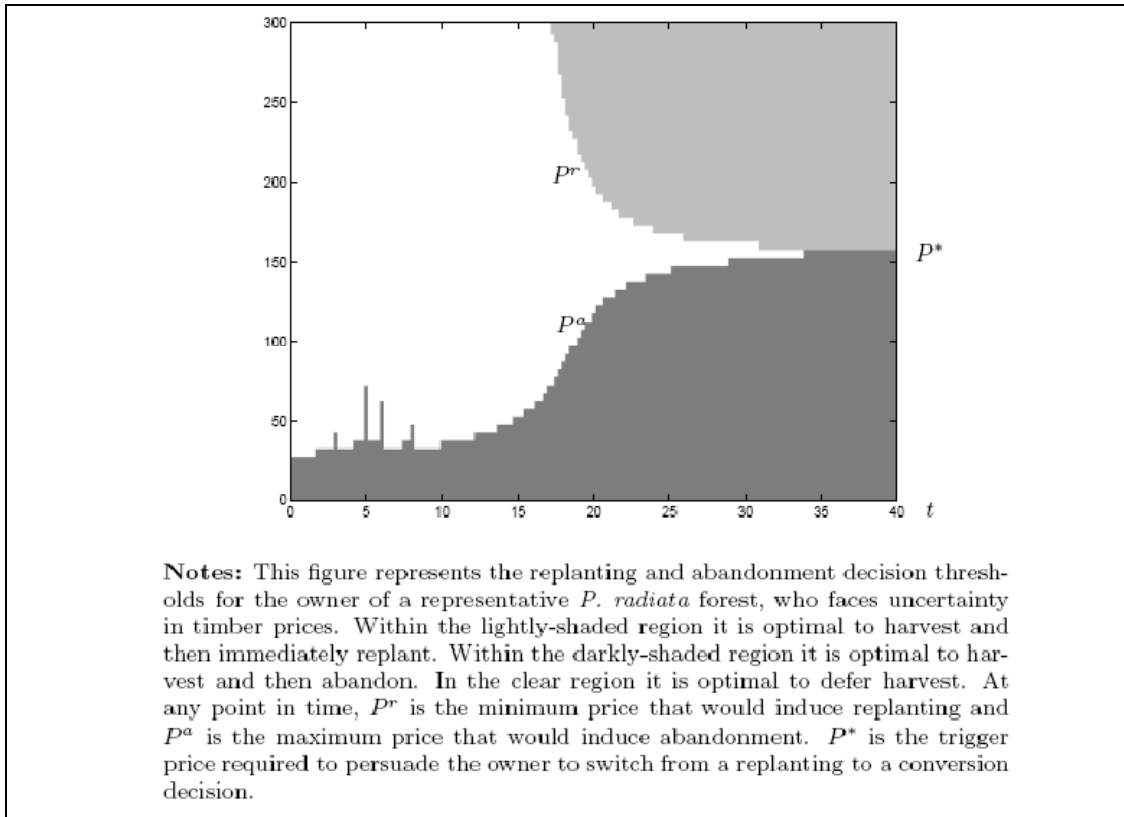 300
250
200
150
100
50
0
P^r
P^a
P*
0 5 10 15 20 25 30 35 40 t
Notes: This figure represents the replanting and abandonment decision thresh-
olds for the owner of a representative P. radiata forest, who faces uncertainty
in timber prices. Within the lightly-shaded region it is optimal to harvest and
then immediately replant. Within the darkly-shaded region it is optimal to har-
vest and then abandon. In the clear region it is optimal to defer harvest. At
any point in time, P^r is the minimum price that would induce replanting and
P^a is the maximum price that would induce abandonment. P* is the trigger
price required to persuade the owner to switch from a replanting to a conversion
decision.